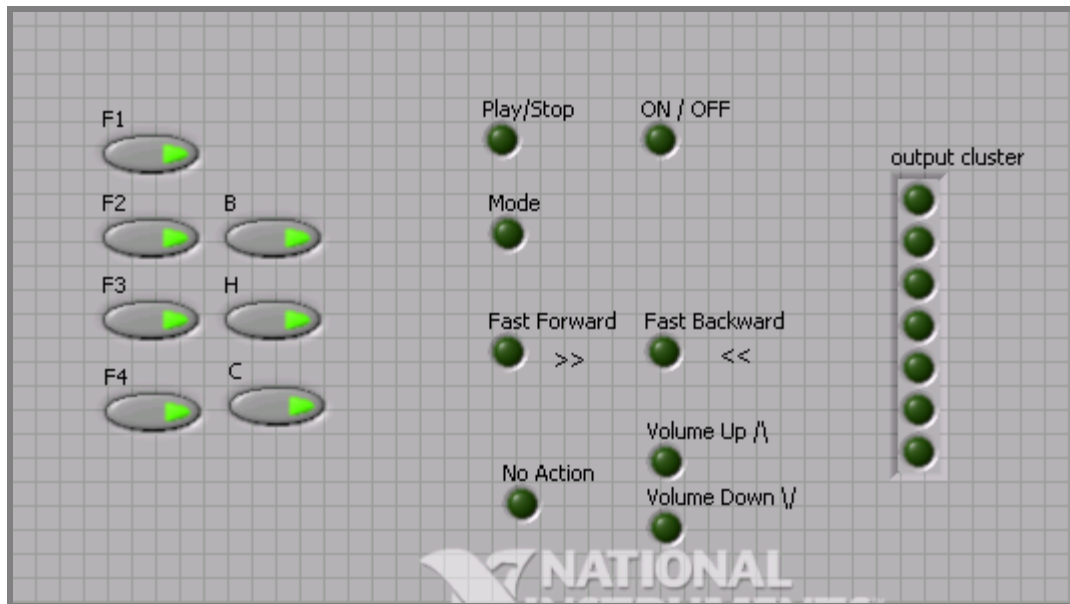 Play/Stop
ON / OFF
F1
output cluster
F2
B
Mode
F3
H
Fast Forward
Fast Backward
>>
<<
F4
C
Volume Up /\
No Action
Volume Down \/
NATIONAL
INSTRUMENTS